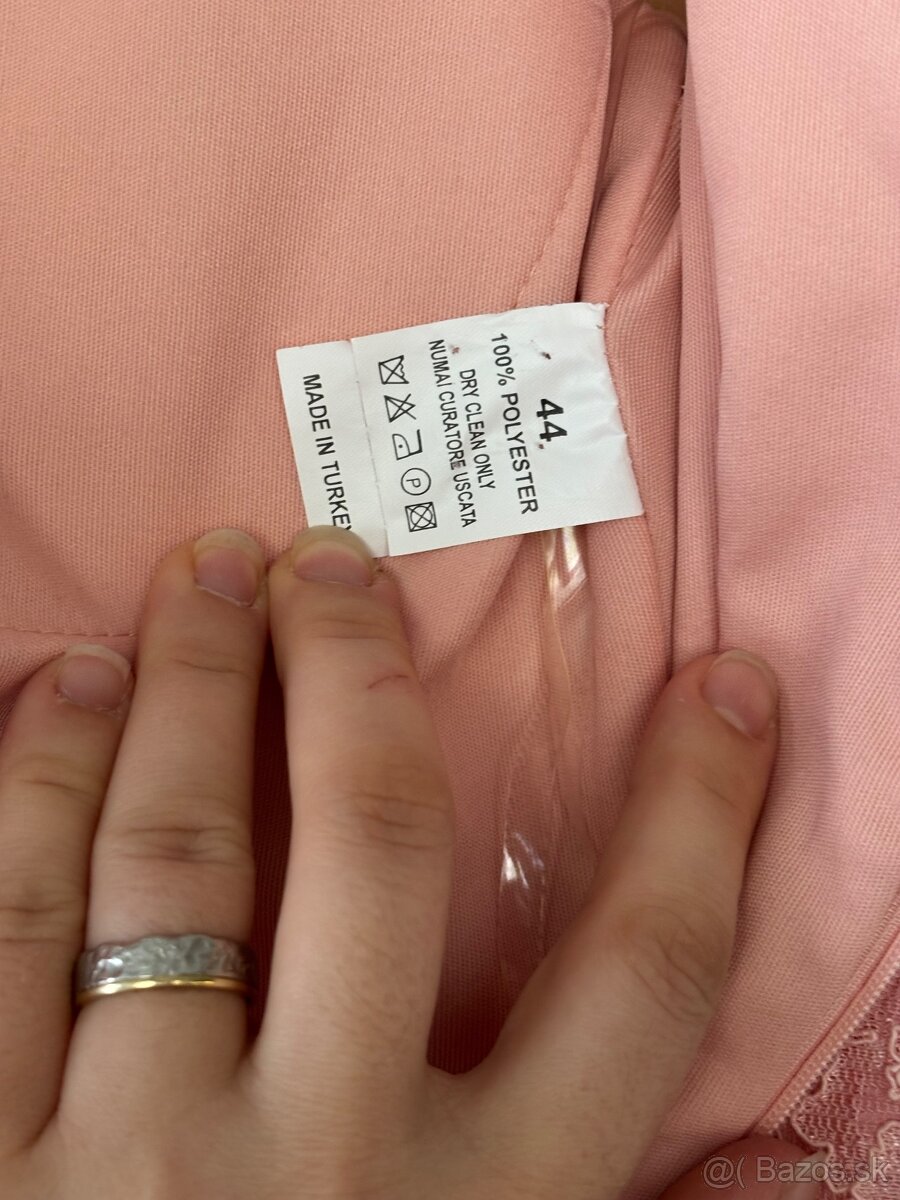 44
100% POLYESTER
DRY CLEAN ONLY
NUMAI CURATORE USCATA
P
MADE IN TURKEY
@( Bazos.sk